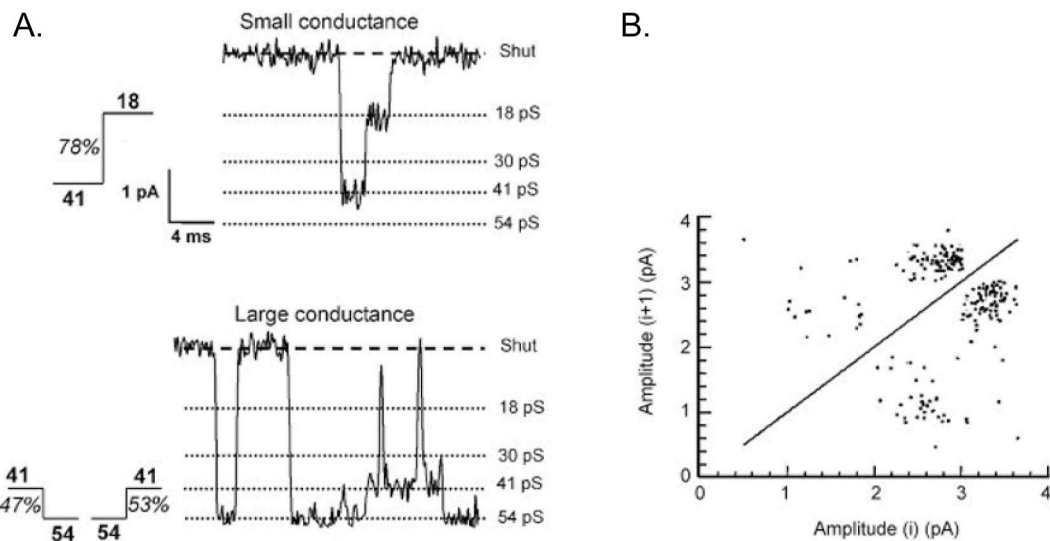 A.
Small conductance
Shut
18 pS
30 pS
41 pS
54 pS
18
78%
41
1 pA
4 ms
Large conductance
Shut
18 pS
30 pS
41 pS
54 pS
41
47%
54
41
53%
54
B.
4
3
2
1
0
Amplitude (i+1) (pA)
0
1
2
3
4
Amplitude (i) (pA)